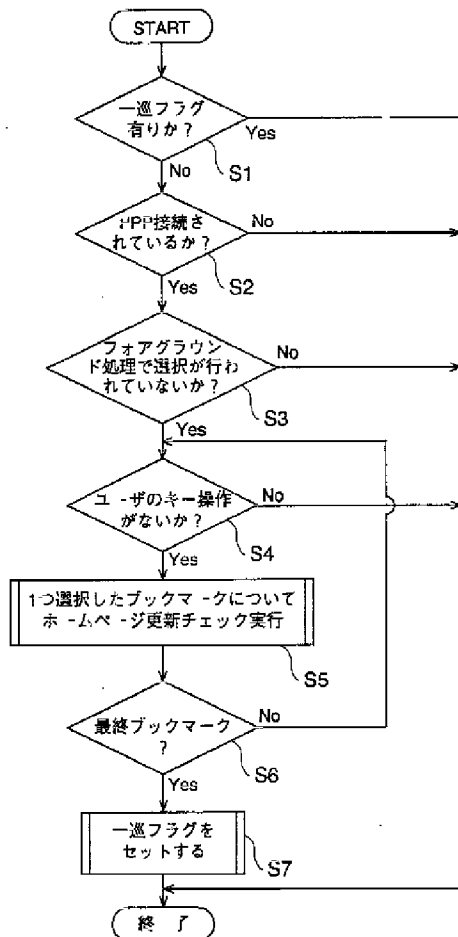 START
一巡フラグ
有りか？
Yes
S1
No
PPP接続さ
れているか？
No
S2
Yes
フォアグラウン
ド処理で選択が行わ
れていないか？
No
S3
Yes
ユーザのキー操作
がないか？
No
S4
Yes
1つ選択したブックマークについて
ホームページ更新チェック実行
S5
最終ブックマーク
？
No
S6
Yes
一巡フラグを
セットする
S7
終 了